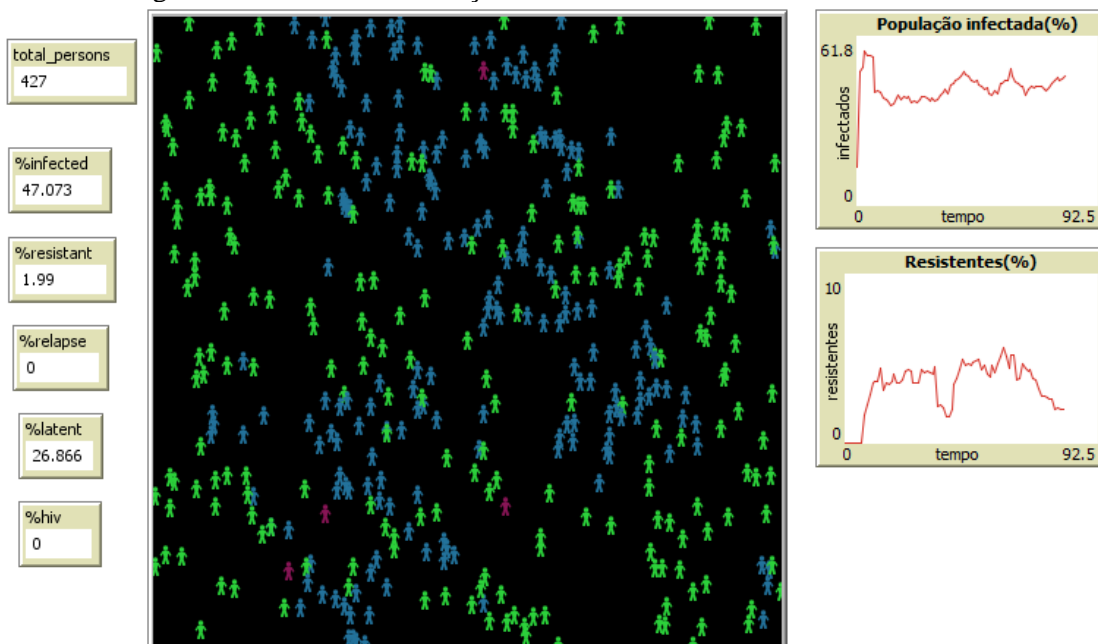 total_persons
427
%infected
47.073
%resistant
1.99
%relapse
0
%latent
26.866
%hiv
0
População infectada(%)
61.8
infectados
0
0
tempo
92.5
Resistentes(%)
10
resistentes
0
0
tempo
92.5